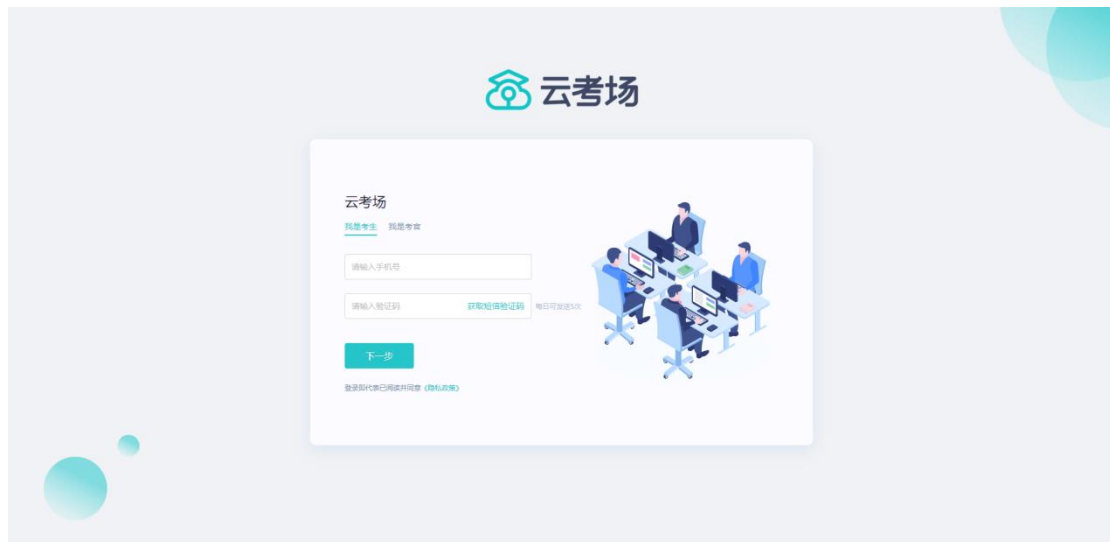 云考场
云考场
我是考生 我是考官
请输入手机号
请输入验证码 获取短信验证码 每日可发送5次
下一步
登录即代表已阅读并同意《隐私政策》